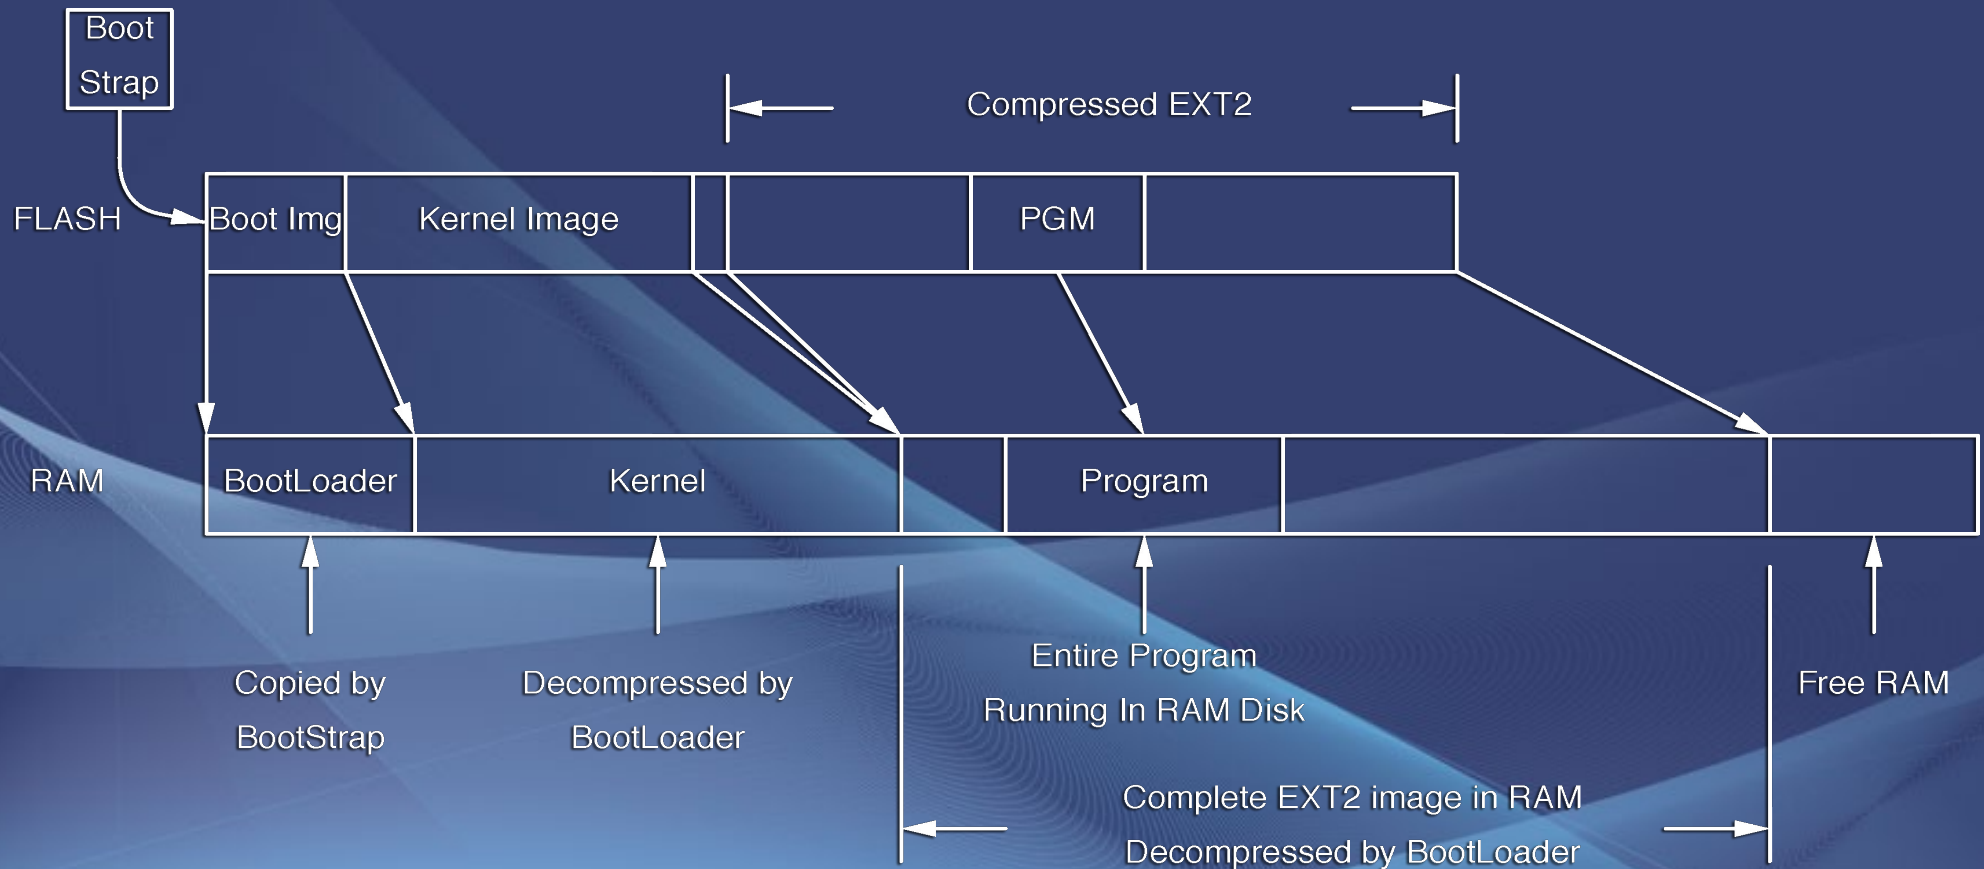 Boot
Strap
Compressed EXT2
FLASH
Boot Img
Kernel Image
PGM
RAM
BootLoader
Kernel
Program
Copied by
BootStrap
Decompressed by
BootLoader
Entire Program
Running In RAM Disk
Free RAM
Complete EXT2 image in RAM
Decompressed by BootLoader